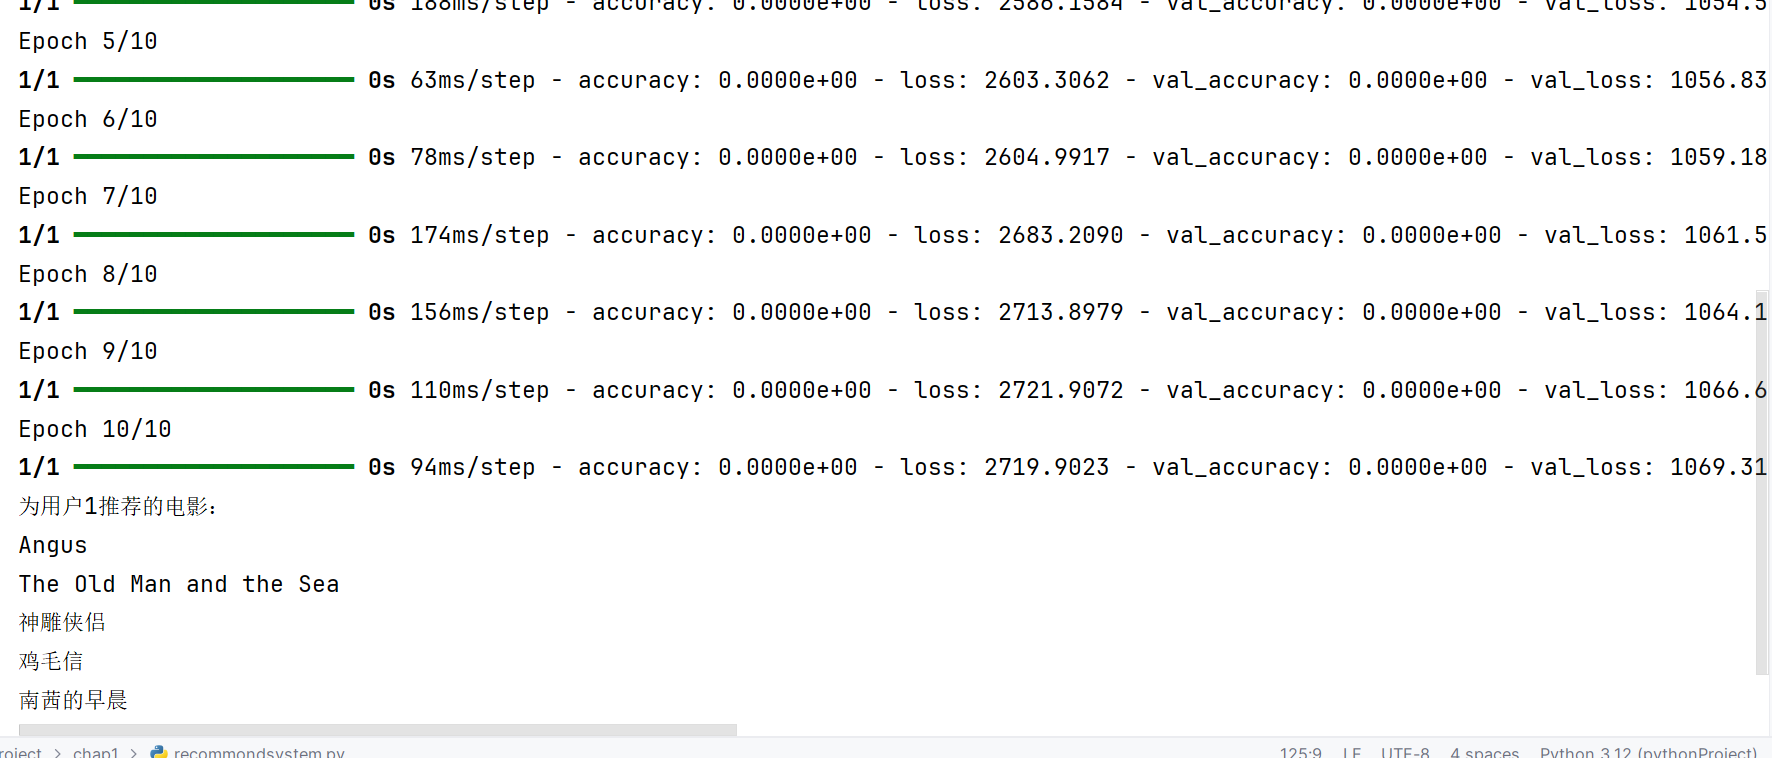 1/1 0s 188ms/step - accuracy: 0.0000e+00 - loss: 2586.1584 - val_accuracy: 0.0000e+00 - val_loss: 1054.5
Epoch 5/10
1/1 0s 63ms/step - accuracy: 0.0000e+00 - loss: 2603.3062 - val_accuracy: 0.0000e+00 - val_loss: 1056.83
Epoch 6/10
1/1 0s 78ms/step - accuracy: 0.0000e+00 - loss: 2604.9917 - val_accuracy: 0.0000e+00 - val_loss: 1059.18
Epoch 7/10
1/1 0s 174ms/step - accuracy: 0.0000e+00 - loss: 2683.2090 - val_accuracy: 0.0000e+00 - val_loss: 1061.5
Epoch 8/10
1/1 0s 156ms/step - accuracy: 0.0000e+00 - loss: 2713.8979 - val_accuracy: 0.0000e+00 - val_loss: 1064.1
Epoch 9/10
1/1 0s 110ms/step - accuracy: 0.0000e+00 - loss: 2721.9072 - val_accuracy: 0.0000e+00 - val_loss: 1066.6
Epoch 10/10
1/1 0s 94ms/step - accuracy: 0.0000e+00 - loss: 2719.9023 - val_accuracy: 0.0000e+00 - val_loss: 1069.31
为用户1推荐的电影:
Angus
The Old Man and the Sea
神雕侠侣
鸡毛信
南茜的早晨
roject > chap1 > recommondsystem.py 125:9 LF UTF-8 4 spaces Python 3.12 (pythonProject)